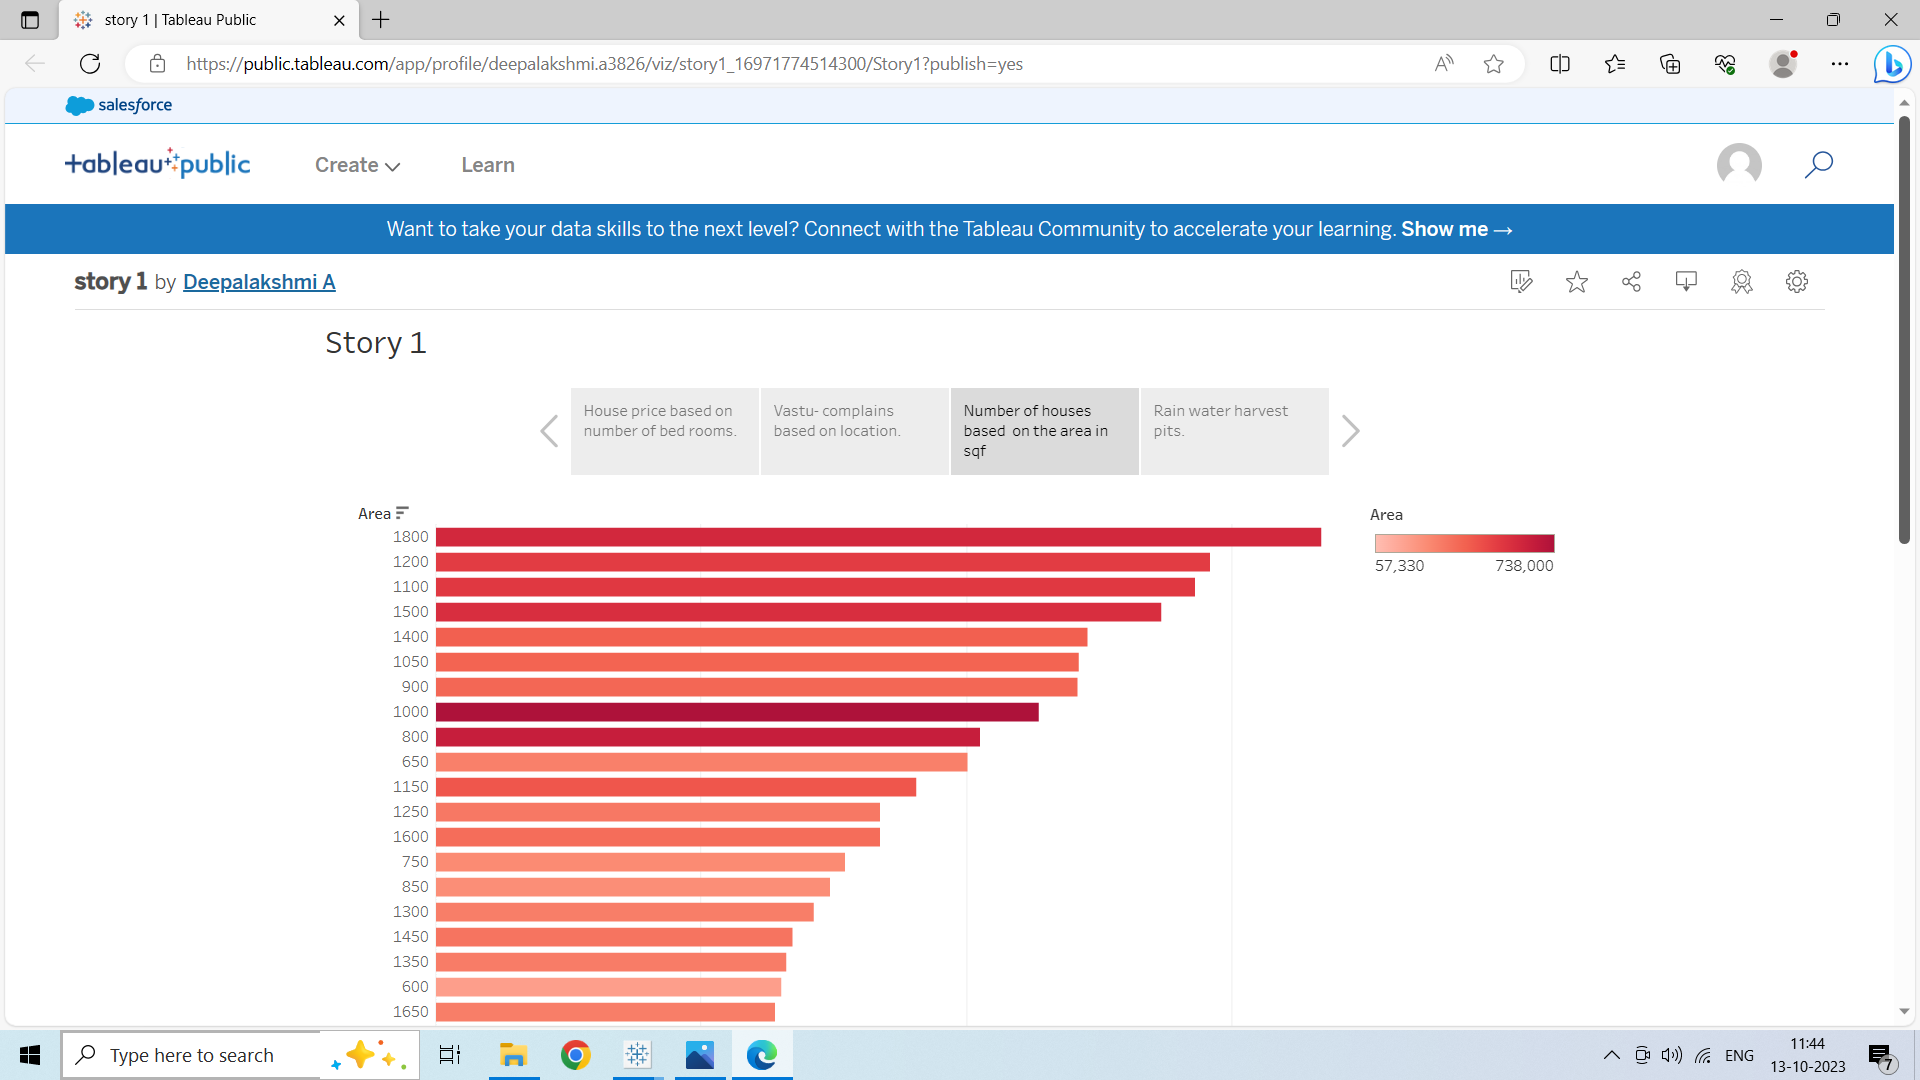 story 1 | Tableau Public
https://public.tableau.com/app/profile/deepalakshmi.a3826/viz/story1_16971774514300/Story1?publish=yes
salesforce
tableau public
Create
Learn
Want to take your data skills to the next level? Connect with the Tableau Community to accelerate your learning. Show me →
story 1 by Deepalakshmi A
Story 1
House price based on
number of bed rooms.
Vastu- complains
based on location.
Number of houses
based on the area in
sqf
Rain water harvest
pits.
Area
1800
1200
1100
1500
1400
1050
900
1000
800
650
1150
1250
1600
750
850
1300
1450
1350
600
1650
Area
57,330
738,000
Type here to search
ENG
11:44
13-10-2023
7